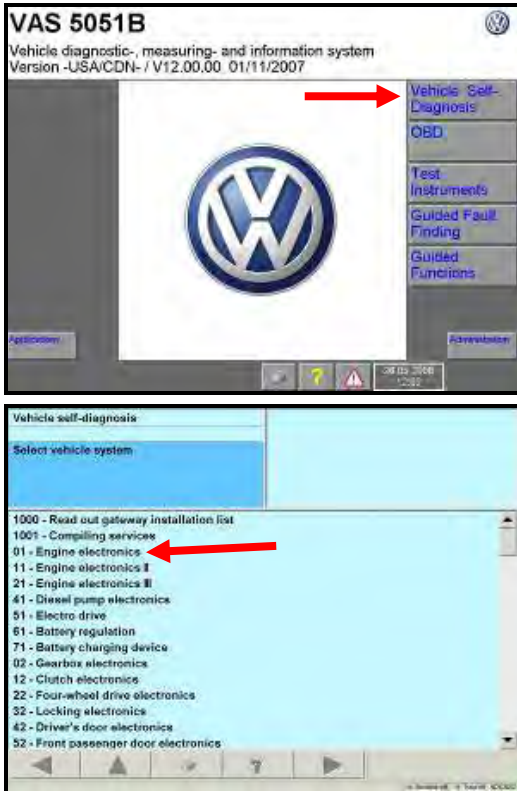 VAS 5051B
Vehicle diagnostic-, measuring- and information system
Version -USA/CDN- / V12.00.00 01/11/2007
Vehicle Self-
Diagnosis
OBD
Test
Instruments
Guided Fault
Finding
Guided
Functions
Applications
Administration
?
Vehicle self-diagnosis
Select vehicle system
1000 - Read out gateway installation list
1001 - Compiling services
01 - Engine electronics
11 - Engine electronics II
21 - Engine electronics III
41 - Diesel pump electronics
51 - Electro drive
61 - Battery regulation
71 - Battery charging device
02 - Gearbox electronics
12 - Clutch electronics
22 - Four-wheel drive electronics
32 - Locking electronics
42 - Driver's door electronics
52 - Front passenger door electronics
?